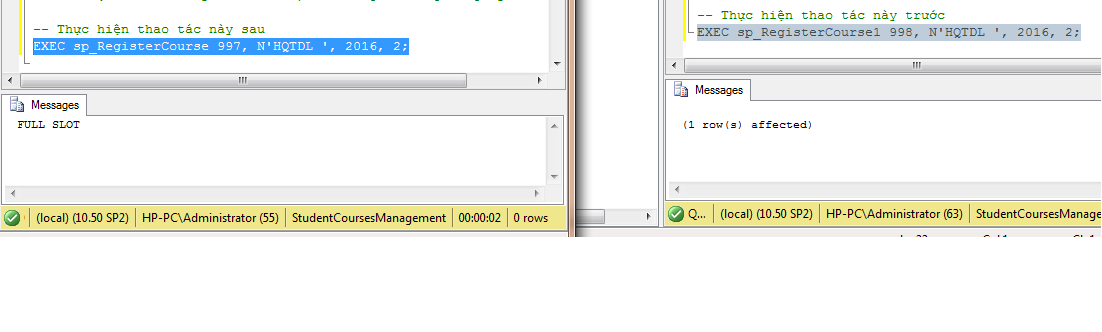 -- Thực hiện thao tác này sau
EXEC sp_RegisterCourse 997, N'HQTDL ', 2016, 2;
Messages
FULL SLOT
(local) (10.50 SP2) HP-PC\Administrator (55) StudentCoursesManagement 00:00:02 0 rows
-- Thực hiện thao tác này trước
EXEC sp_RegisterCourse1 998, N'HQTDL ', 2016, 2;
Messages
(1 row(s) affected)
Q... (local) (10.50 SP2) HP-PC\Administrator (63) StudentCoursesManage